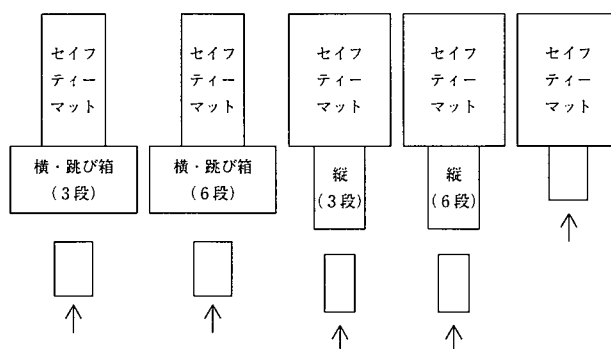 セイフ
ティー
マット
横・跳び箱
(3段)
セイフ
ティー
マット
横・跳び箱
(6段)
セイフ
ティー
マット
縦
(3段)
セイフ
ティー
マット
縦
(6段)
セイフ
ティー
マット